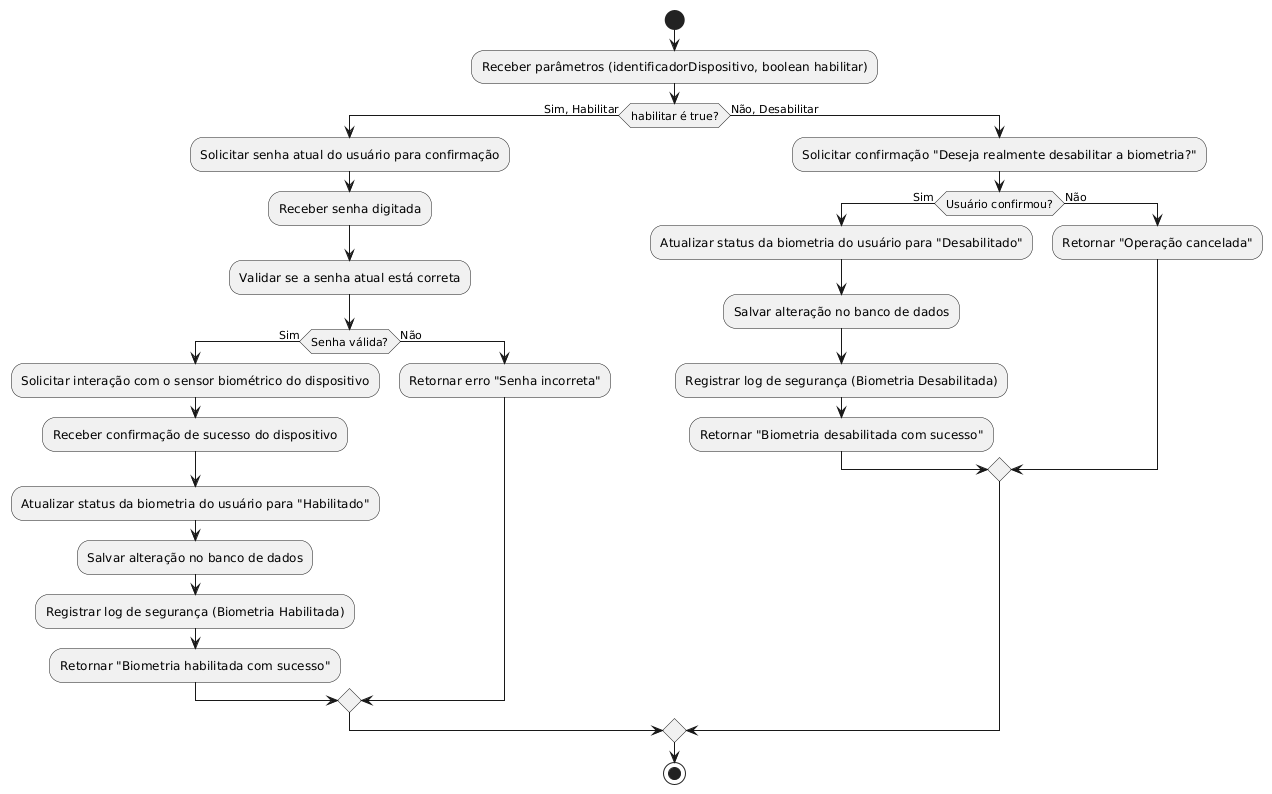 Receber parâmetros (identificadorDispositivo, boolean habilitar)
habilitar é true?
Sim, Habilitar
Não, Desabilitar
Solicitar senha atual do usuário para confirmação
Receber senha digitada
Validar se a senha atual está correta
Senha válida?
Sim
Não
Solicitar interação com o sensor biométrico do dispositivo
Receber confirmação de sucesso do dispositivo
Atualizar status da biometria do usuário para "Habilitado"
Salvar alteração no banco de dados
Registrar log de segurança (Biometria Habilitada)
Retornar "Biometria habilitada com sucesso"
Retornar erro "Senha incorreta"
Solicitar confirmação "Deseja realmente desabilitar a biometria?"
Usuário confirmou?
Sim
Não
Atualizar status da biometria do usuário para "Desabilitado"
Salvar alteração no banco de dados
Registrar log de segurança (Biometria Desabilitada)
Retornar "Biometria desabilitada com sucesso"
Retornar "Operação cancelada"